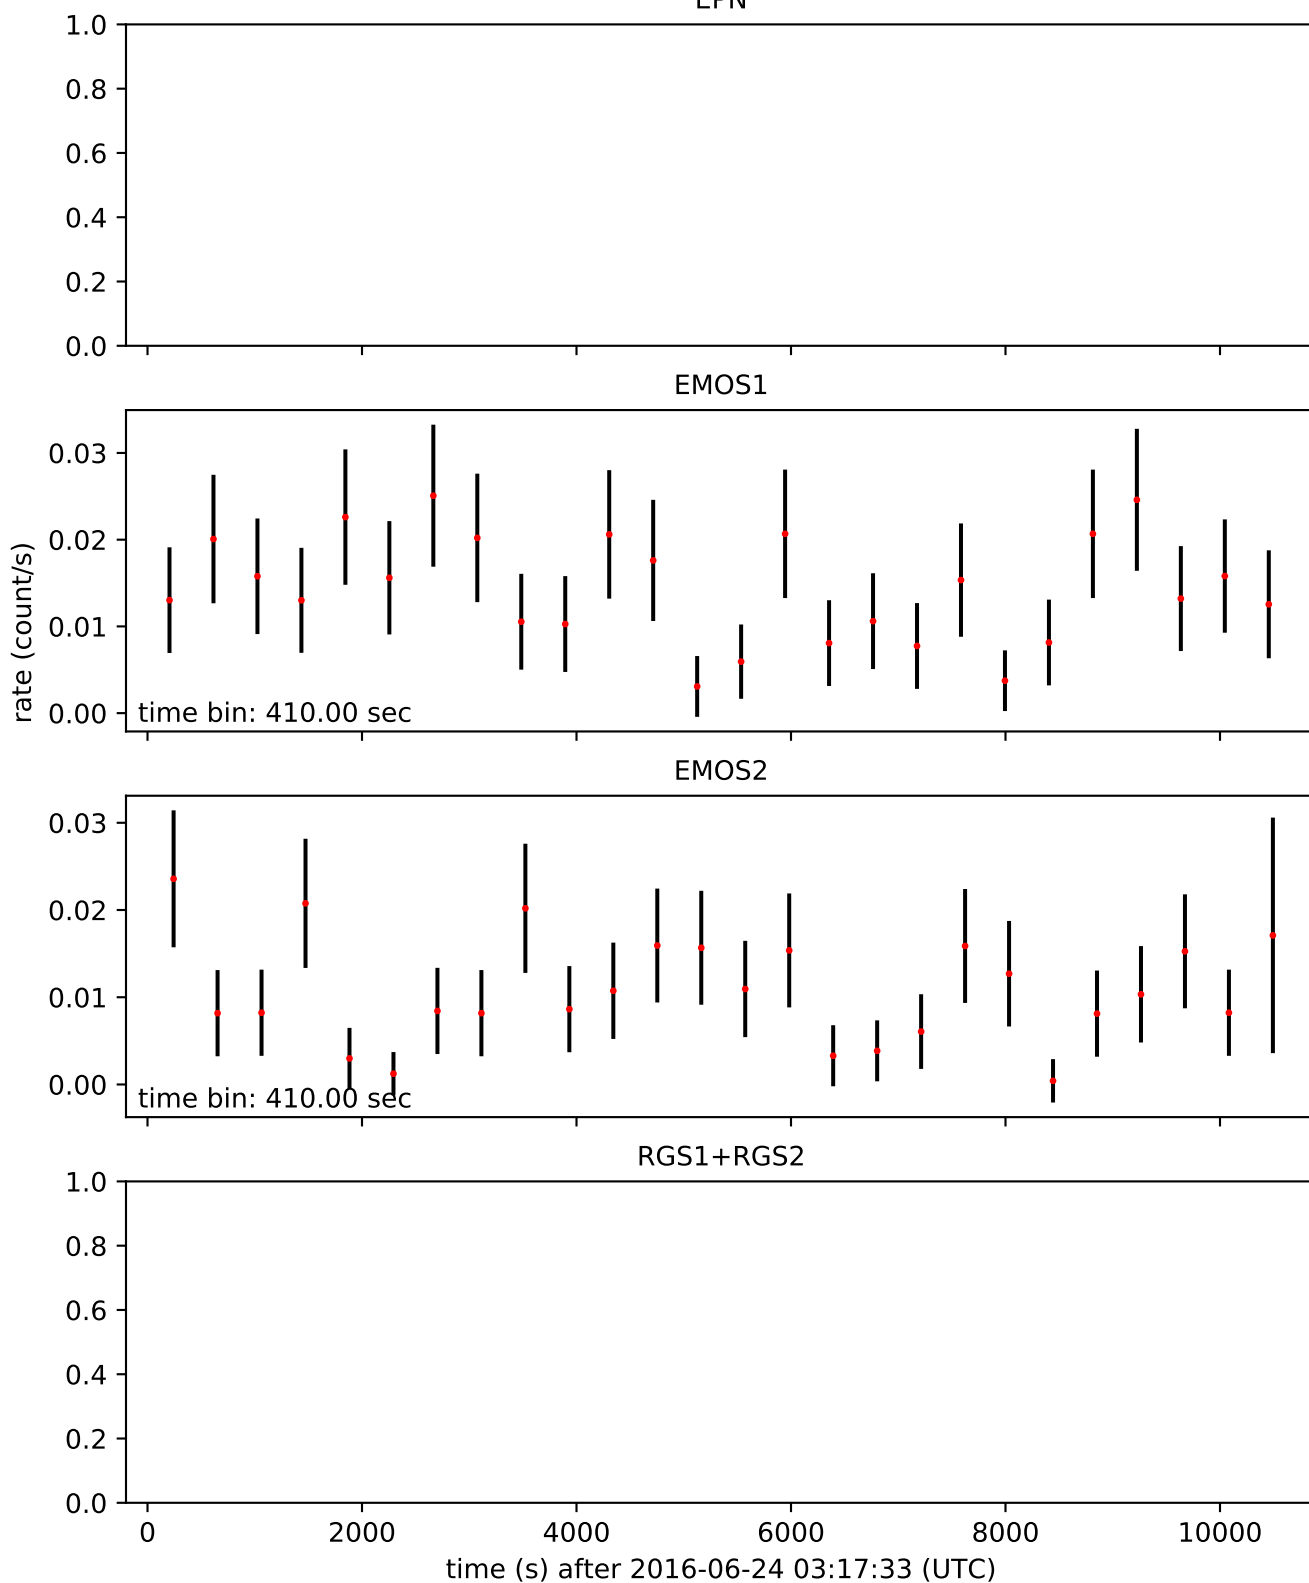 EPN
1.0
0.8
0.6
0.4
0.2
0.0
EMOS1
0.03
0.02
0.01
0.00
rate (count/s)
time bin: 410.00 sec
EMOS2
0.03
0.02
0.01
0.00
time bin: 410.00 sec
RGS1+RGS2
1.0
0.8
0.6
0.4
0.2
0.0
0 2000 4000 6000 8000 10000
time (s) after 2016-06-24 03:17:33 (UTC)